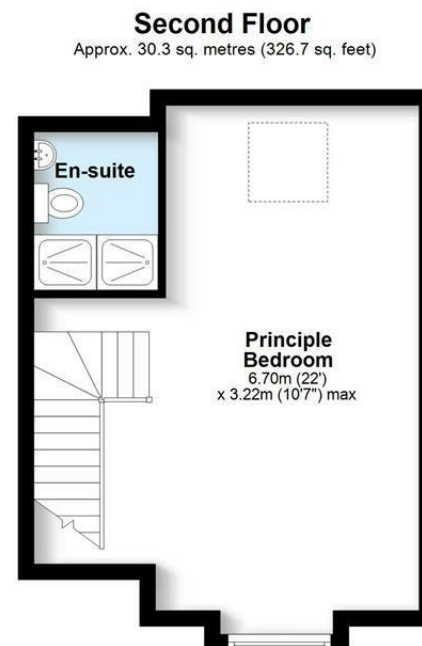 Second Floor
Approx. 30.3 sq. metres (326.7 sq. feet)
En-suite
Principle
Bedroom
6.70m (22')
x 3.22m (10'7") max